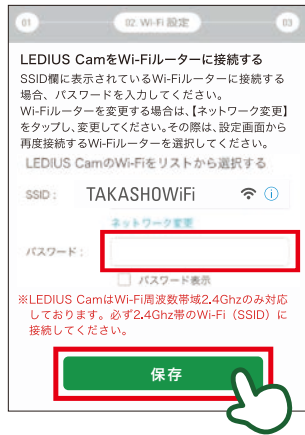 01
02. Wi-Fi 設定
03
LEDIUS CamをWi-Fiルーターに接続する
SSID欄に表示されているWi-Fiルーターに接続する
場合、パスワードを入力してください。
Wi-Fiルーターを変更する場合は、【ネットワーク変更】
をタップし、変更してください。その際は、設定画面から
再度接続するWi-Fiルーターを選択してください。
LEDIUS CamのWi-Fiをリストから選択する
SSID : TAKASHOWiFi
ネットワーク変更
パスワード :
パスワード表示
※LEDIUS CamはWi-Fi周波数帯域2.4Ghzのみ対応
しております。必ず2.4Ghz帯のWi-Fi（SSID）に
接続してください。
保存